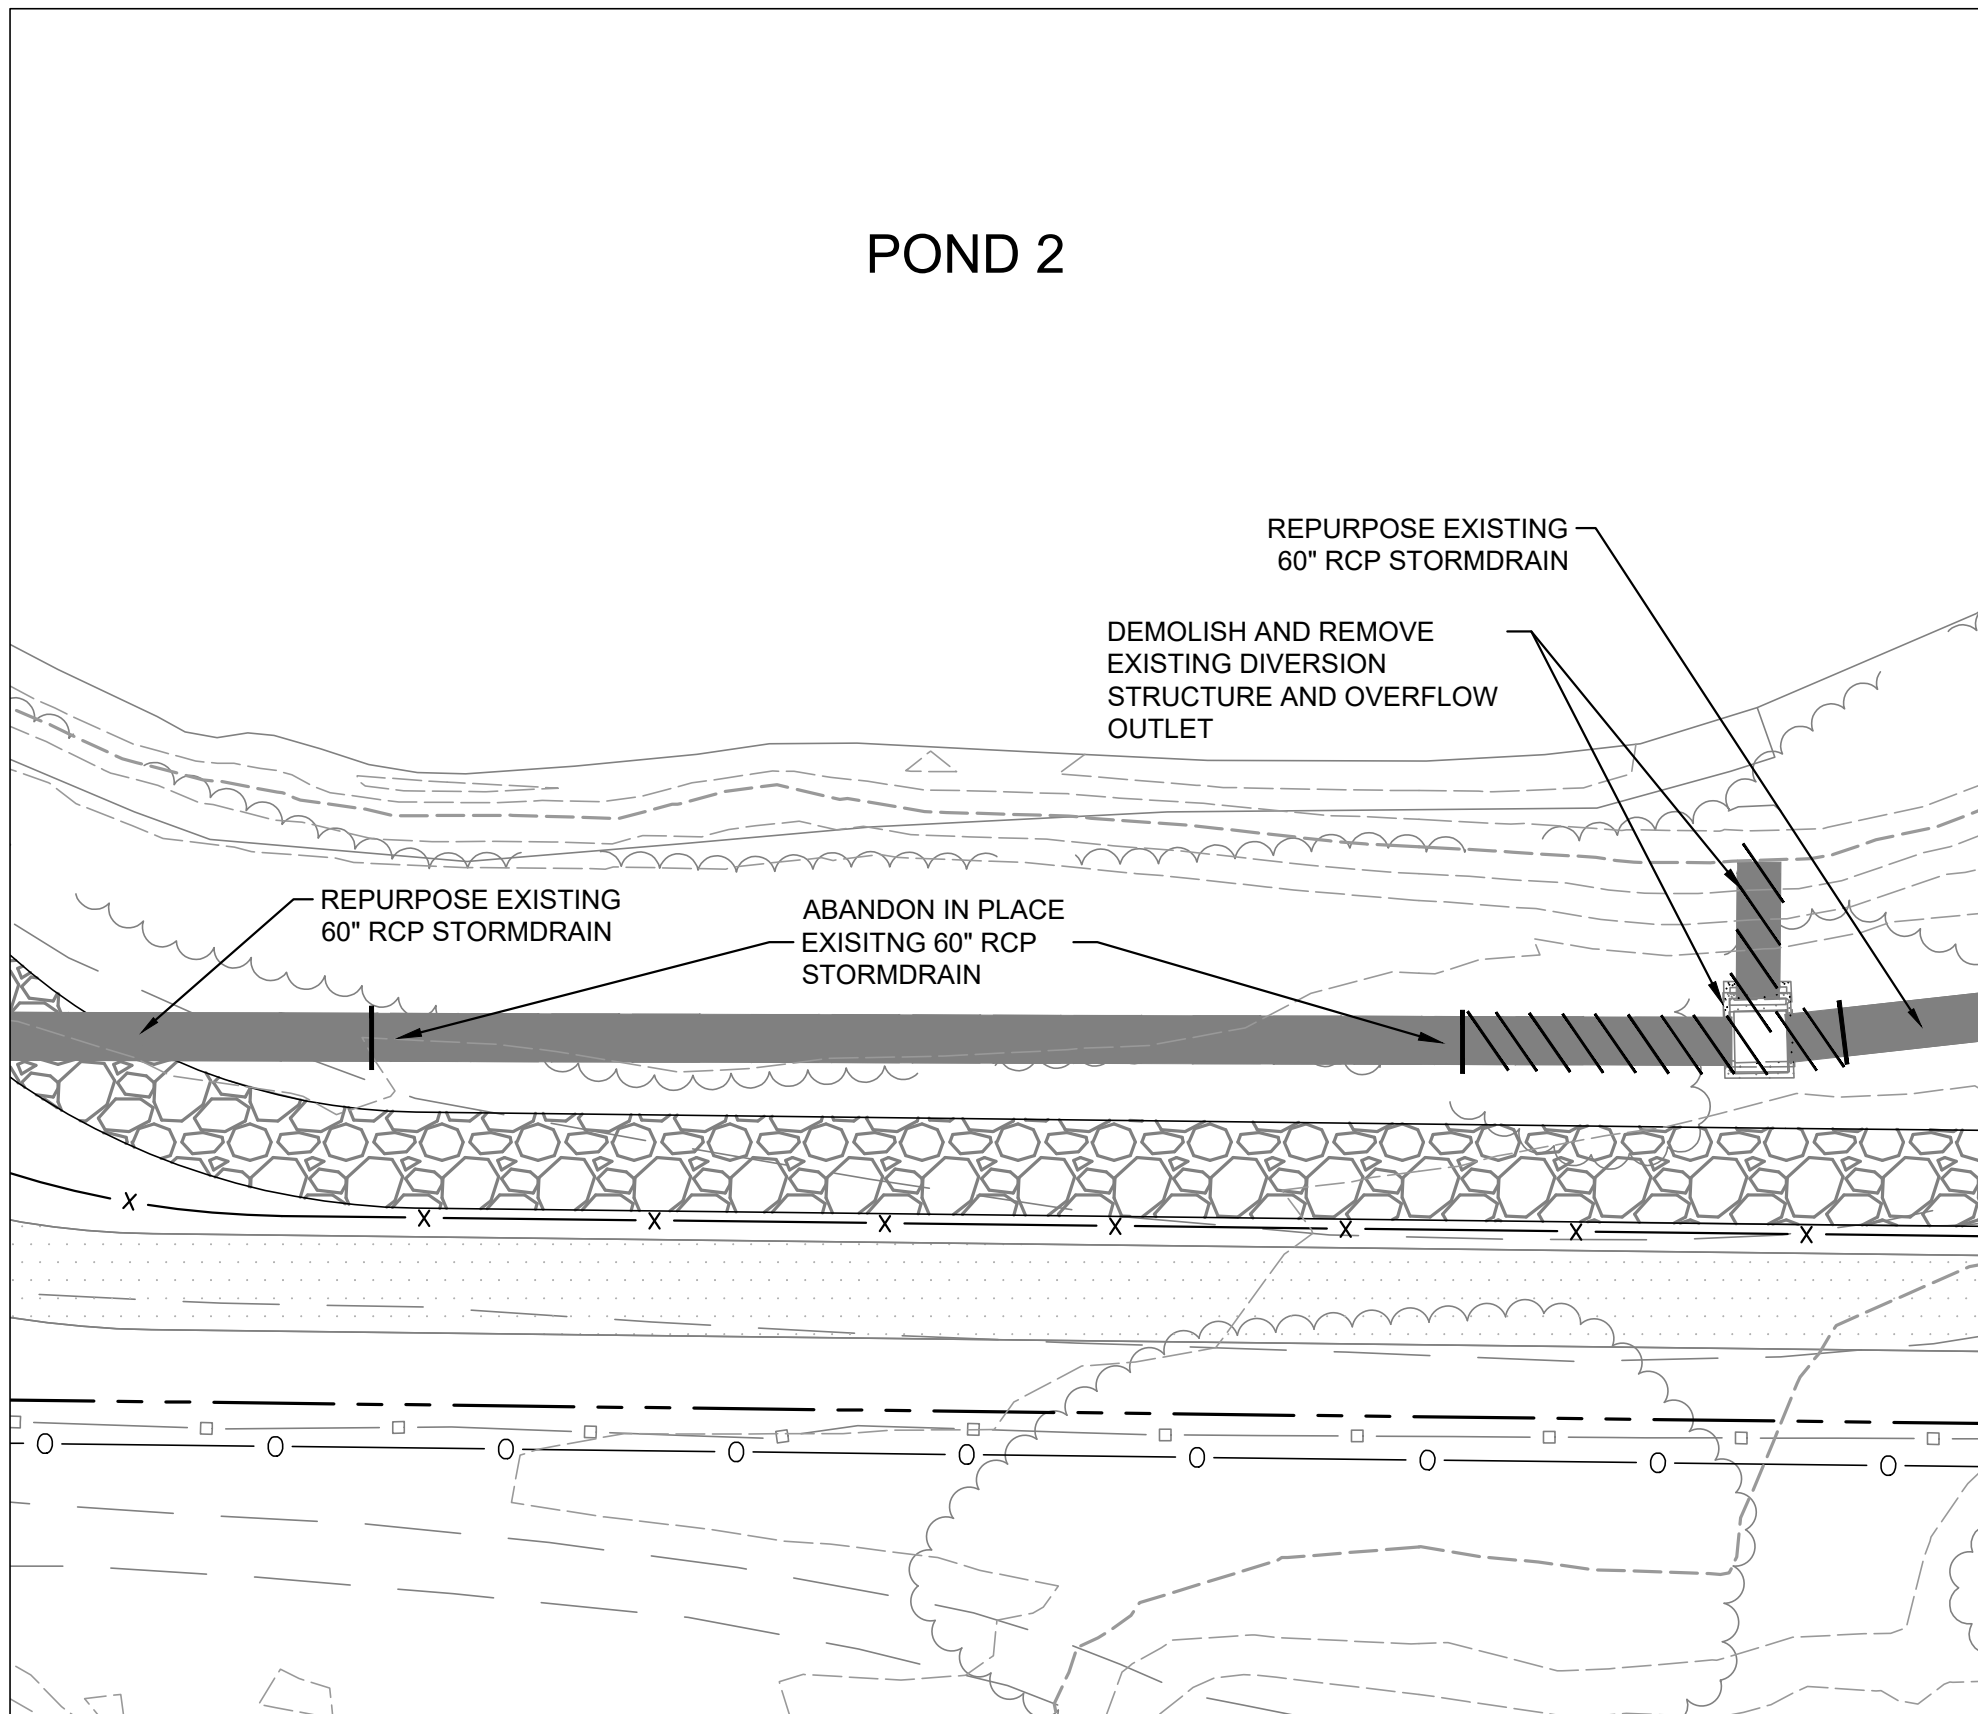 POND 2
REPURPOSE EXISTING
60" RCP STORMDRAIN
DEMOLISH AND REMOVE
EXISTING DIVERSION
STRUCTURE AND OVERFLOW
OUTLET
REPURPOSE EXISTING
60" RCP STORMDRAIN
ABANDON IN PLACE
EXISITNG 60" RCP
STORMDRAIN
X X X X X X X X
O O O O O O O O O